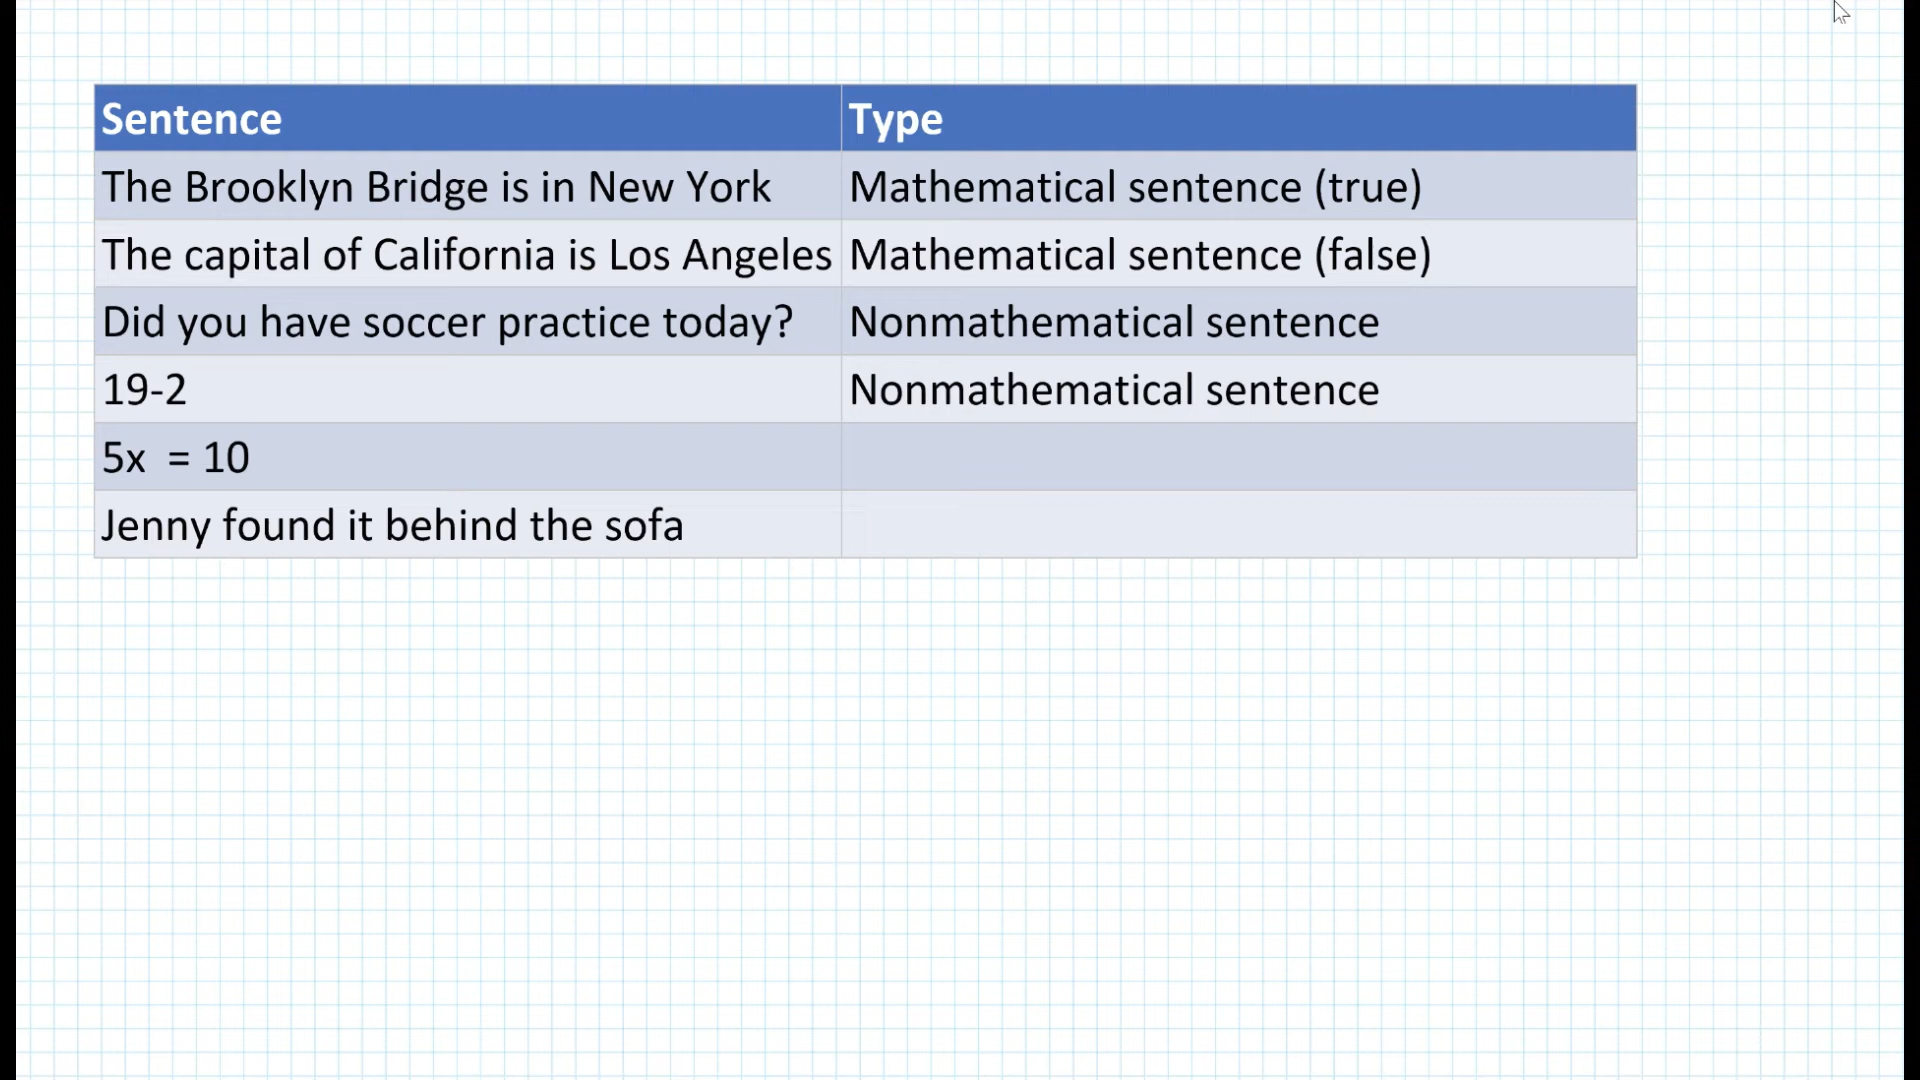 Sentence Type
The Brooklyn Bridge is in New York Mathematical sentence (true)
The capital of California is Los Angeles Mathematical sentence (false)
Did you have soccer practice today? Nonmathematical sentence
19-2 Nonmathematical sentence
5x = 10
Jenny found it behind the sofa